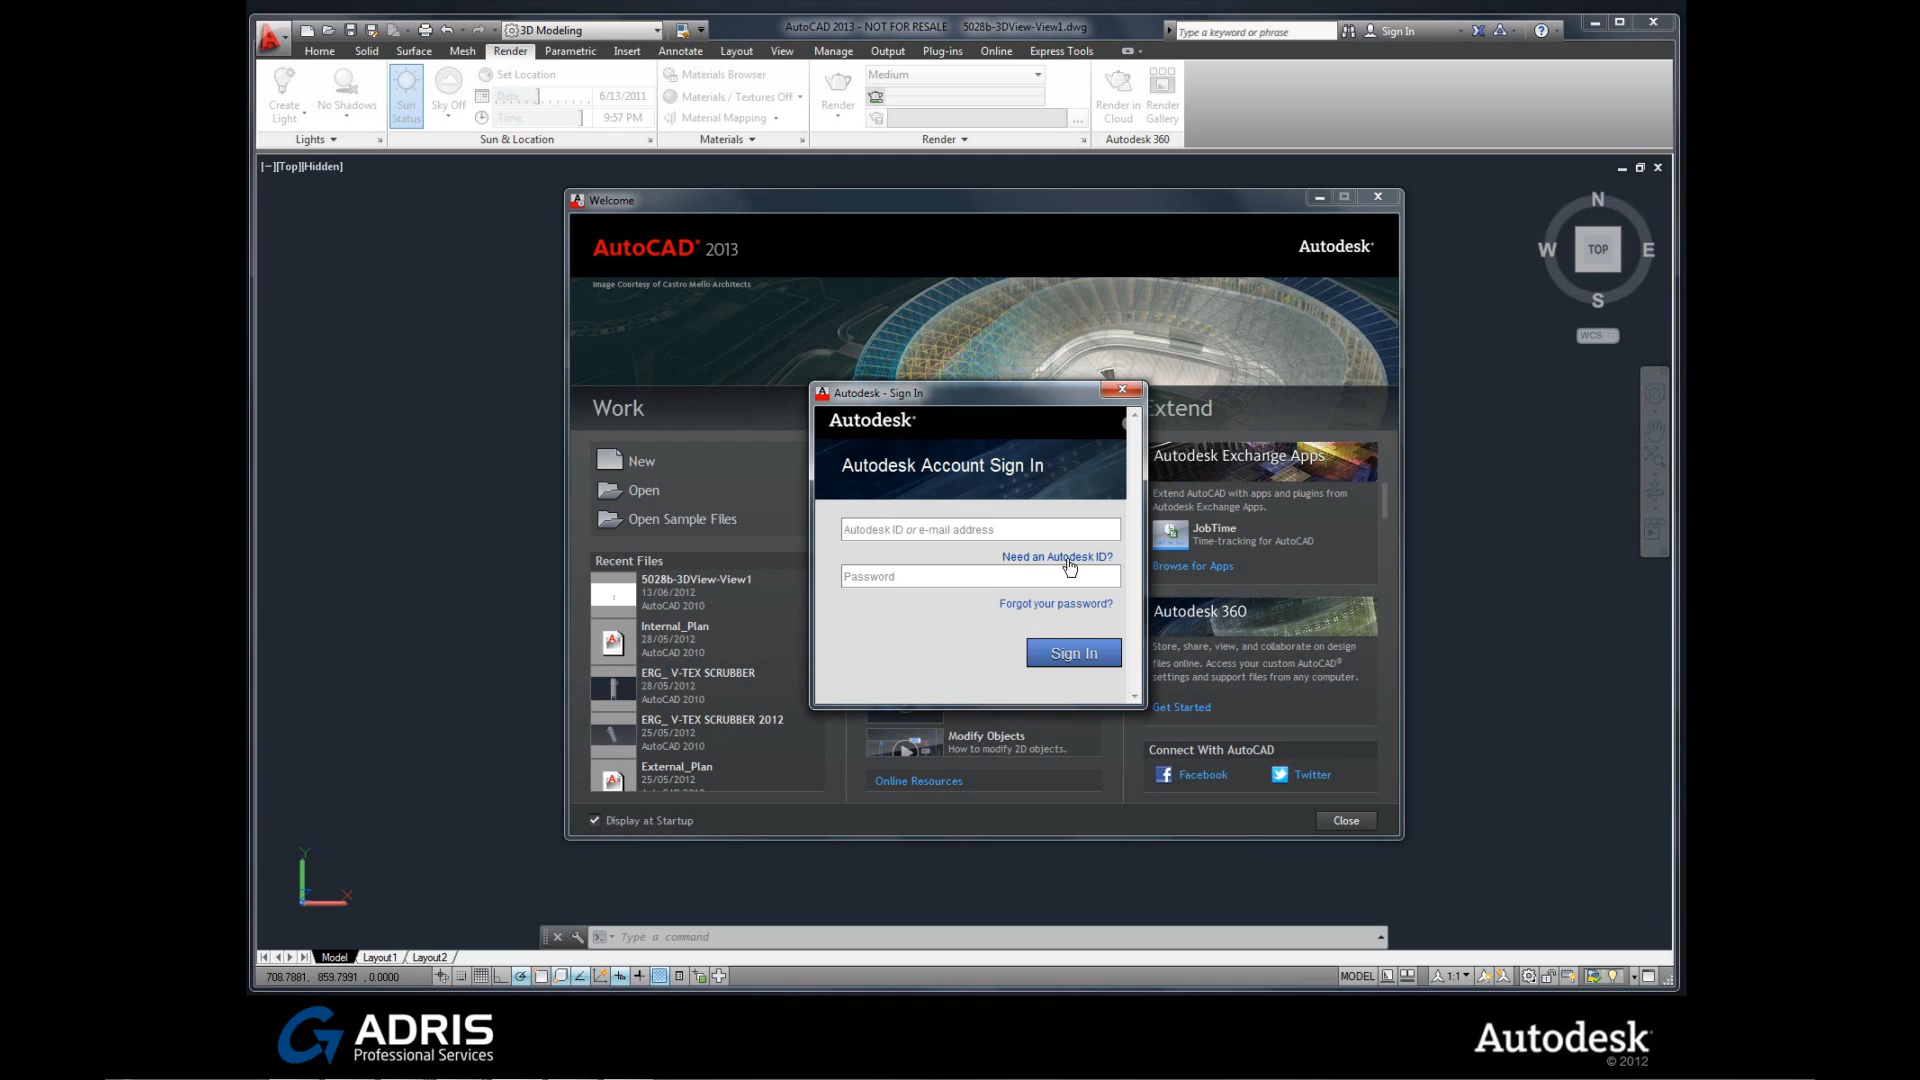 AutoCAD 2013 - NOT FOR RESALE 5028b-3DView-View1.dwg
3D Modeling
Type a keyword or phrase
Sign In
Home Solid Surface Mesh Render Parametric Insert Annotate Layout View Manage Output Plug-ins Online Express Tools
Create Light
No Shadows
Sun Status
Sky Off
Set Location
Date 6/13/2011
Time 9:57 PM
Materials Browser
Materials / Textures Off
Material Mapping
Render
Medium
Render in Cloud
Render Gallery
Lights
Sun & Location
Materials
Render
Autodesk 360
[−][Top][Hidden]
N
W TOP E
S
WCS
Welcome
AutoCAD® 2013
Autodesk®
Image Courtesy of Castro Mello Architects
Work
New
Open
Open Sample Files
Recent Files
5028b-3DView-View1
13/06/2012
AutoCAD 2010
Internal_Plan
28/05/2012
AutoCAD 2010
ERG_ V-TEX SCRUBBER
28/05/2012
AutoCAD 2010
ERG_ V-TEX SCRUBBER 2012
25/05/2012
AutoCAD 2010
External_Plan
25/05/2012
Autodesk - Sign In
Autodesk®
Autodesk Account Sign In
Autodesk ID or e-mail address
Need an Autodesk ID?
Password
Forgot your password?
Sign In
Modify Objects
How to modify 2D objects.
Online Resources
Extend
Autodesk Exchange Apps
Extend AutoCAD with apps and plugins from
Autodesk Exchange Apps.
JobTime
Time-tracking for AutoCAD
Browse for Apps
Autodesk 360
Store, share, view, and collaborate on design
files online. Access your custom AutoCAD®
settings and support files from any computer.
Get Started
Connect With AutoCAD
Facebook
Twitter
Display at Startup
Close
Y
X
Type a command
Model Layout1 Layout2
708.7881, 859.7991 , 0.0000
MODEL
1:1
ADRIS
Professional Services
Autodesk®
© 2012